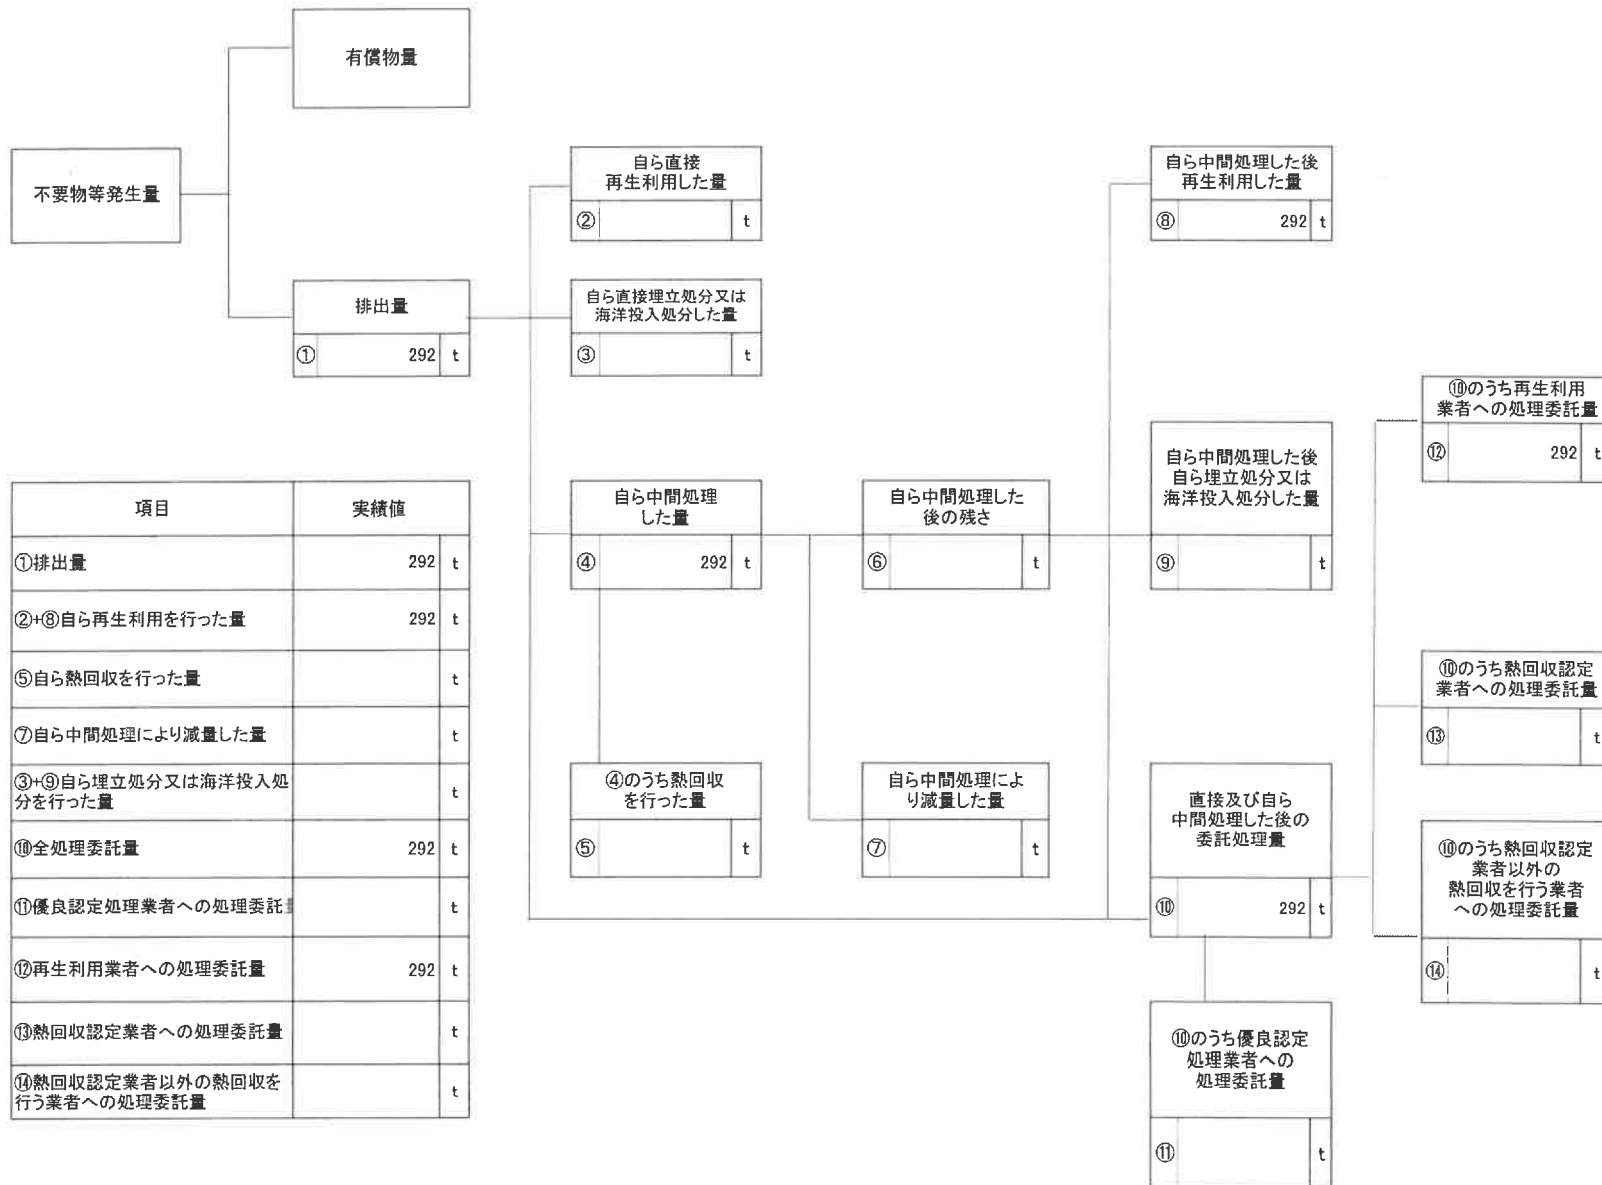 有償物量
不要物等発生量
排出量
① 292 t
自ら直接
再生利用した量
② t
自ら直接埋立処分又は
海洋投入処分した量
③ t
自ら中間処理
した量
④ 292 t
④のうち熱回収
を行った量
⑤ t
自ら中間処理した
後の残さ
⑥ t
自ら中間処理によ
り減量した量
⑦ t
自ら中間処理した後
再生利用した量
⑧ 292 t
自ら中間処理した後
自ら埋立処分又は
海洋投入処分した量
⑨ t
直接及び自ら
中間処理した後の
委託処理量
⑩ 292 t
⑩のうち優良認定
処理業者への
処理委託量
⑪ t
⑩のうち再生利用
業者への処理委託量
⑫ 292 t
⑩のうち熱回収認定
業者への処理委託量
⑬ t
⑩のうち熱回収認定
業者以外の
熱回収を行う業者
への処理委託量
⑭ t
項目 実績値
①排出量 292 t
②+⑧自ら再生利用を行った量 292 t
⑤自ら熱回収を行った量 t
⑦自ら中間処理により減量した量 t
③+⑨自ら埋立処分又は海洋投入処
分を行った量 t
⑩全処理委託量 292 t
⑪優良認定処理業者への処理委託 t
⑫再生利用業者への処理委託量 292 t
⑬熱回収認定業者への処理委託量 t
⑭熱回収認定業者以外の熱回収を
行う業者への処理委託量 t